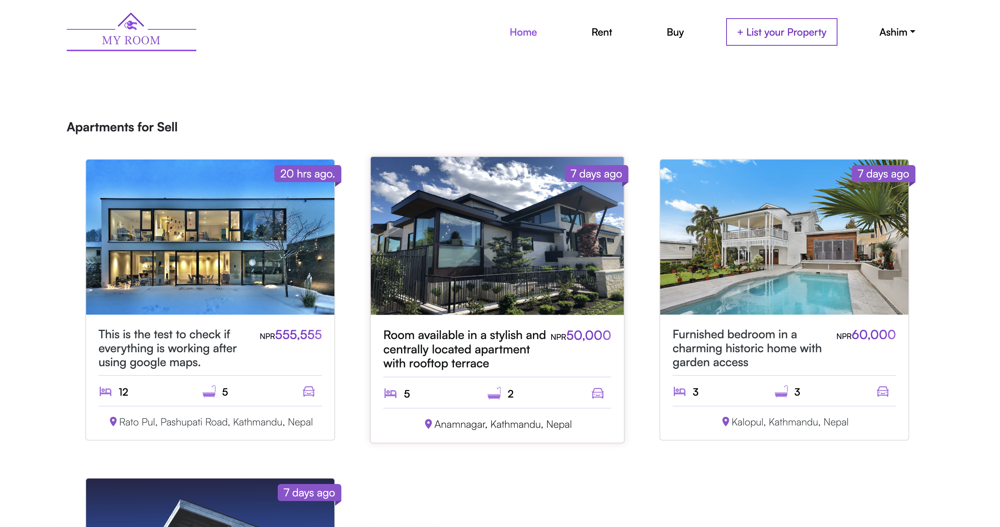 MY ROOM
Home
Rent
Buy
+ List your Property
Ashim
Apartments for Sell
20 hrs ago.
This is the test to check if
everything is working after
using google maps.
NPR555,555
12
5
Rato Pul, Pashupati Road, Kathmandu, Nepal
7 days ago
Room available in a stylish and
centrally located apartment
with rooftop terrace
NPR50,000
5
2
Anamnagar, Kathmandu, Nepal
7 days ago
Furnished bedroom in a
charming historic home with
garden access
NPR60,000
3
3
Kalopul, Kathmandu, Nepal
7 days ago